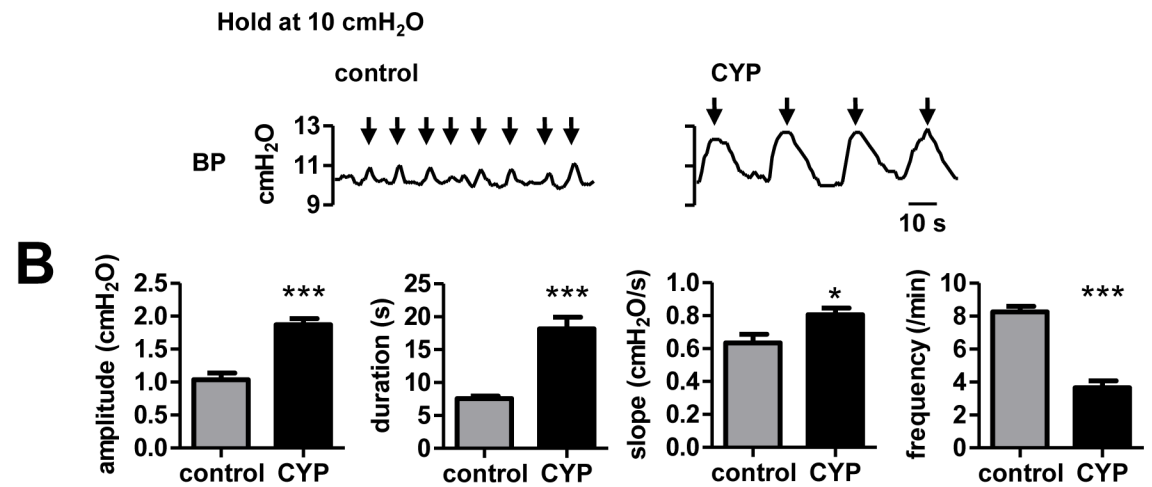 Hold at 10 cmH₂O
control CYP
BP
cmH₂O
13
11
9
10 s
B
amplitude (cmH₂O)
2.5
2.0
1.5
1.0
0.5
0.0
***
control CYP
duration (s)
25
20
15
10
5
0
***
control CYP
slope (cmH₂O/s)
1.0
0.8
0.6
0.4
0.2
0.0
*
control CYP
frequency (/min)
10
8
6
4
2
0
***
control CYP